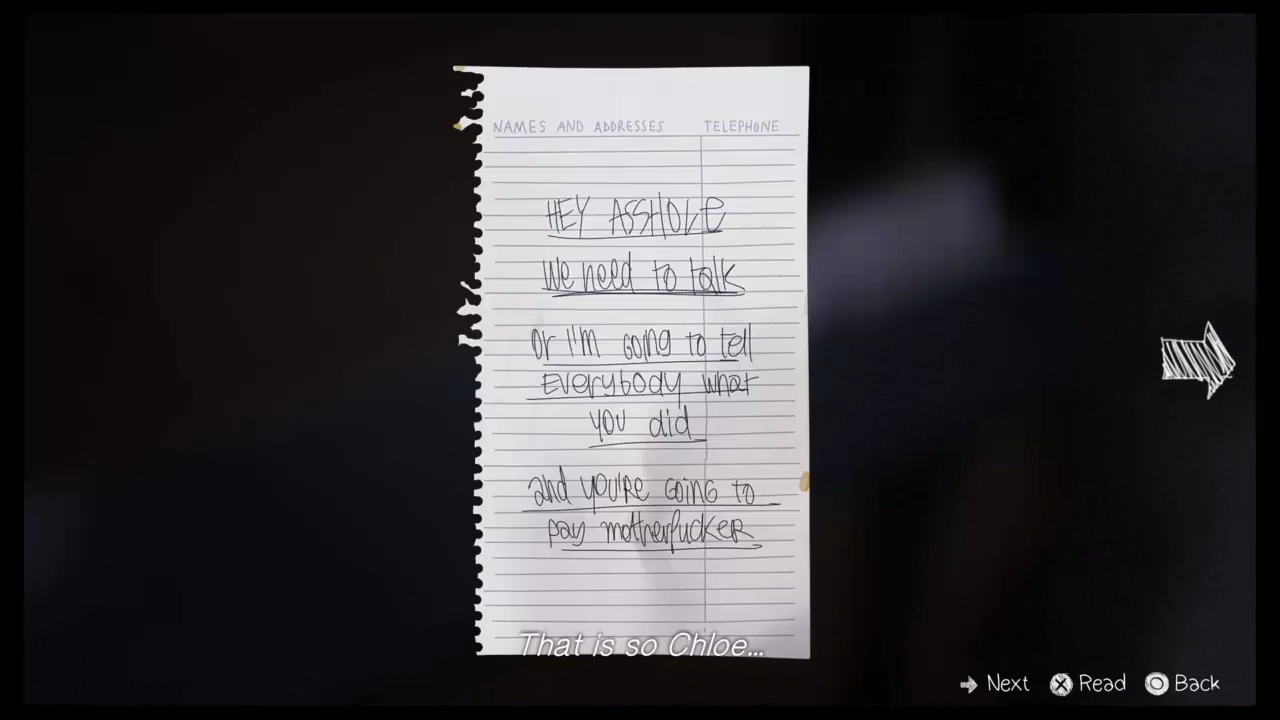 NAMES AND ADDRESSES TELEPHONE
HEY ASSHOLE
We need to talk
Or I'm GOING to tell
EVERYBODY what
YOU did
and YOU'RE GOING TO
pay motherfuckER
That is so Chloe...
Next Read Back